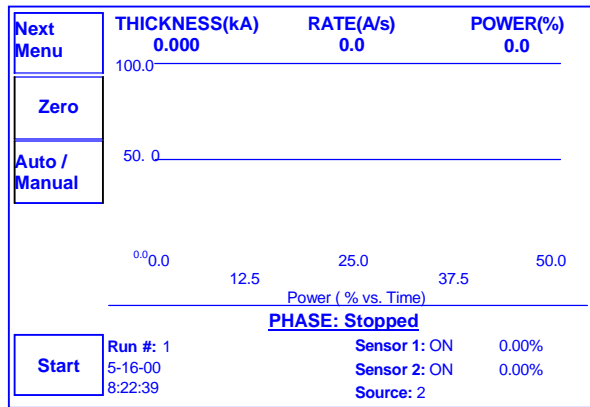 Next Menu
THICKNESS(kA) RATE(A/s) POWER(%)
0.000 0.0 0.0
100.0
Zero
50. 0
Auto / Manual
0.0 0.0 25.0 50.0
12.5 37.5
Power ( % vs. Time)
PHASE: Stopped
Start
Run #: 1 Sensor 1: ON 0.00%
5-16-00 Sensor 2: ON 0.00%
8:22:39 Source: 2